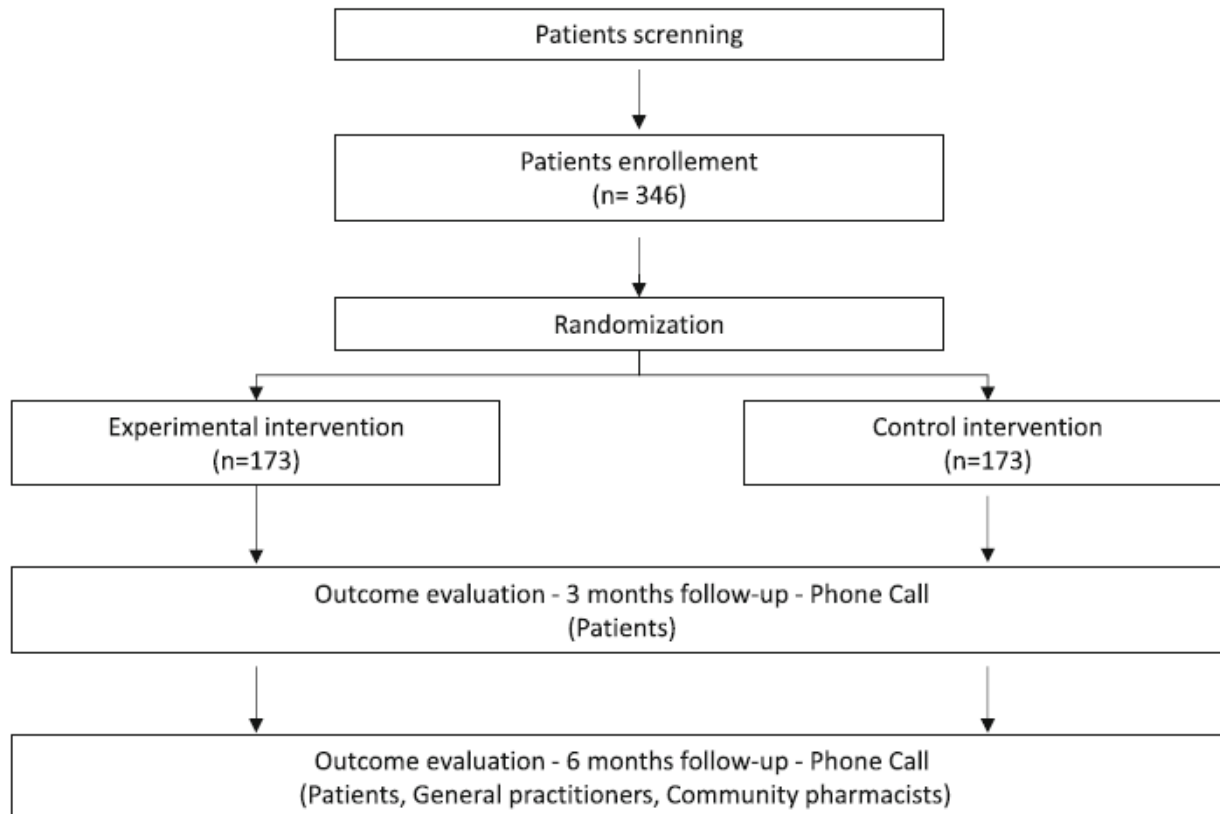 Patients screnning
Patients enrollement
(n= 346)
Randomization
Experimental intervention
(n=173)
Control intervention
(n=173)
Outcome evaluation - 3 months follow-up - Phone Call
(Patients)
Outcome evaluation - 6 months follow-up - Phone Call
(Patients, General practitioners, Community pharmacists)